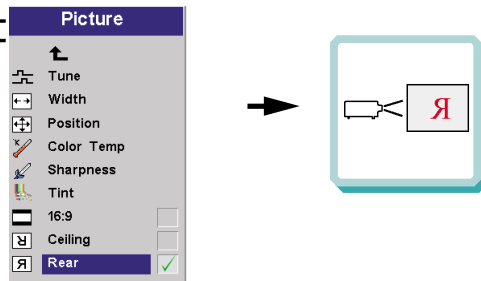 Picture
Tune
Width
Position
Color Temp
Sharpness
Tint
16:9
Ceiling
Rear
Я